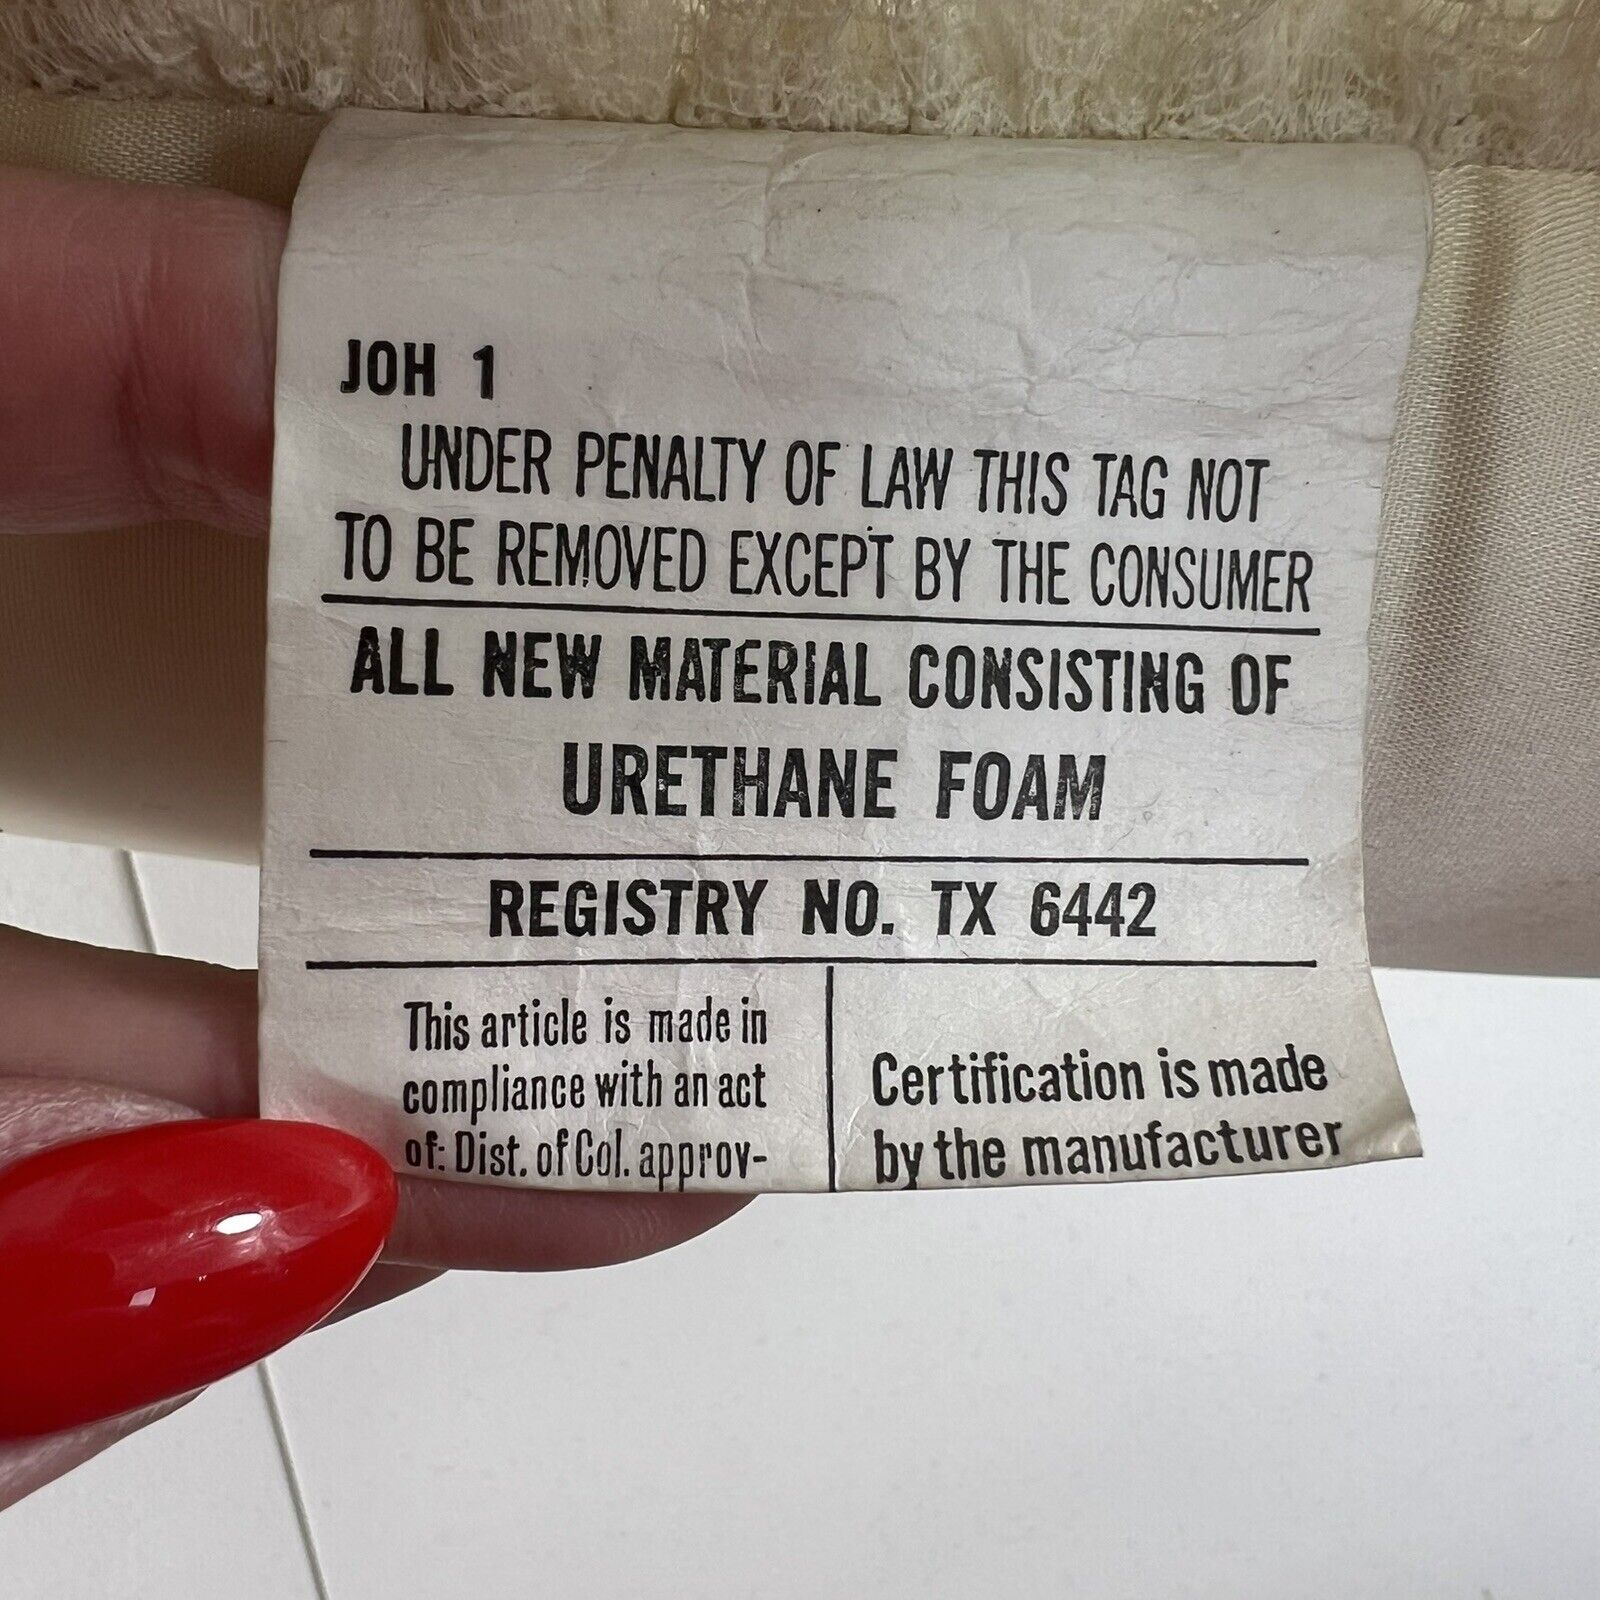 JOH 1
UNDER PENALTY OF LAW THIS TAG NOT
TO BE REMOVED EXCEPT BY THE CONSUMER
ALL NEW MATERIAL CONSISTING OF
URETHANE FOAM
REGISTRY NO. TX 6442
This article is made in
compliance with an act
of: Dist. of Col. approv-
Certification is made
by the manufacturer